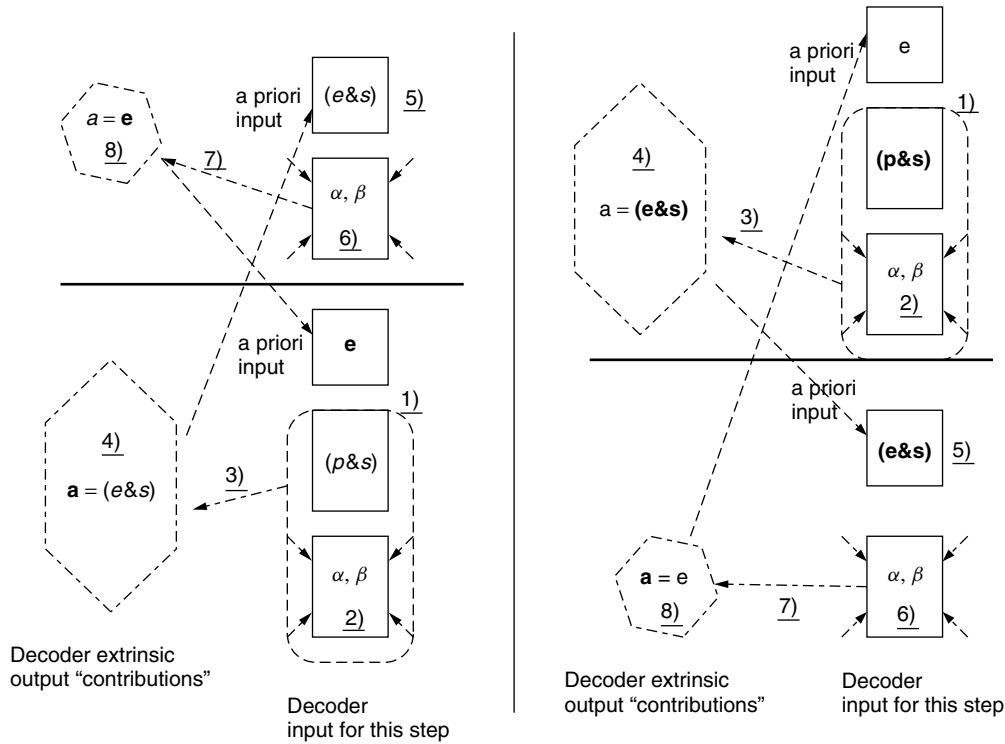 a priori
input
(e&s)
5)
a = e
8)
7)
α, β
6)
a priori
input
e
1)
4)
a = (e&s)
3)
(p&s)
α, β
2)
Decoder extrinsic
output “contributions”
Decoder
input for this step
a priori
input
e
1)
4)
a = (e&s)
(p&s)
3)
α, β
2)
a priori
input
(e&s)
5)
a = e
8)
7)
α, β
6)
Decoder extrinsic
output “contributions”
Decoder
input for this step